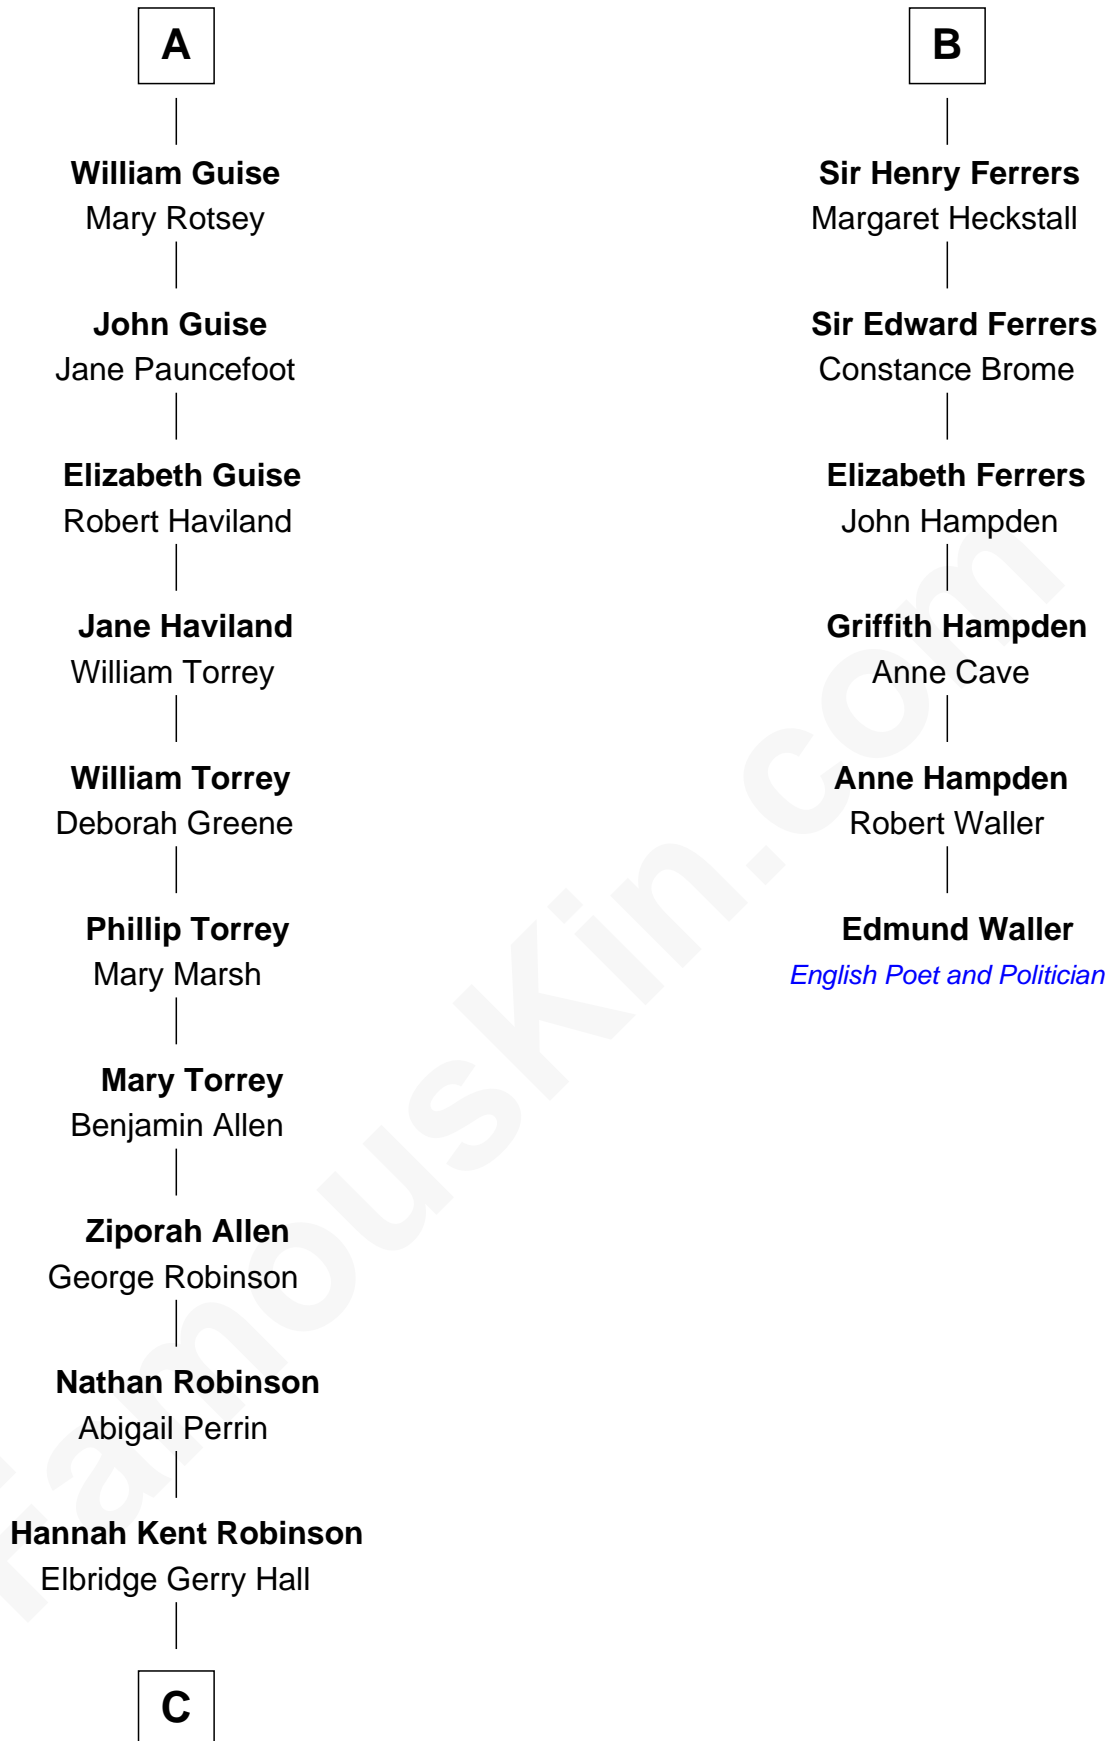 A
William Guise
Mary Rotsey
John Guise
Jane Pauncefoot
Elizabeth Guise
Robert Haviland
Jane Haviland
William Torrey
William Torrey
Deborah Greene
Phillip Torrey
Mary Marsh
Mary Torrey
Benjamin Allen
Ziporah Allen
George Robinson
Nathan Robinson
Abigail Perrin
Hannah Kent Robinson
Elbridge Gerry Hall
C
B
Sir Henry Ferrers
Margaret Heckstall
Sir Edward Ferrers
Constance Brome
Elizabeth Ferrers
John Hampden
Griffith Hampden
Anne Cave
Anne Hampden
Robert Waller
Edmund Waller
English Poet and Politician
famouskin.com